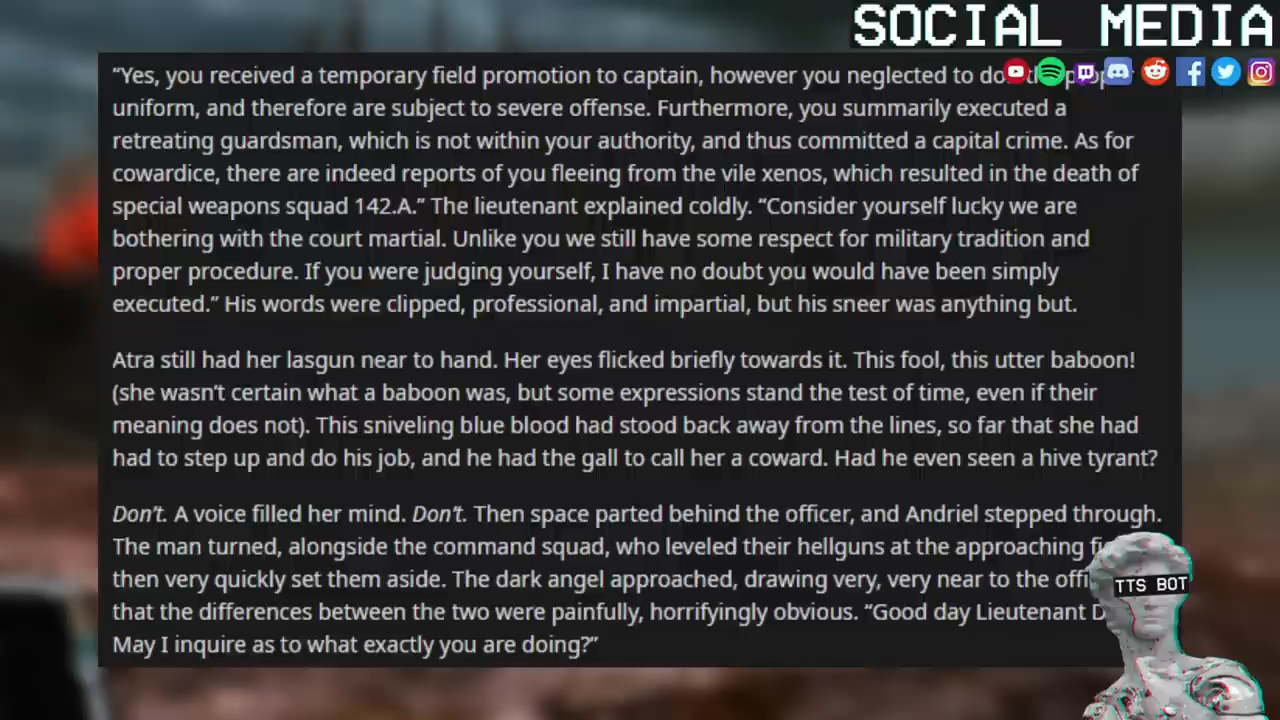 SOCIAL MEDIA
“Yes, you received a temporary field promotion to captain, however you neglected to
uniform, and therefore are subject to severe offense. Furthermore, you summarily executed a
retreating guardsman, which is not within your authority, and thus committed a capital crime. As for
cowardice, there are indeed reports of you fleeing from the vile xenos, which resulted in the death of
special weapons squad 142.A.” The lieutenant explained coldly. “Consider yourself lucky we are
bothering with the court martial. Unlike you we still have some respect for military tradition and
proper procedure. If you were judging yourself, I have no doubt you would have been simply
executed.” His words were clipped, professional, and impartial, but his sneer was anything but.
Atra still had her lasgun near to hand. Her eyes flicked briefly towards it. This fool, this utter baboon!
(she wasn’t certain what a baboon was, but some expressions stand the test of time, even if their
meaning does not). This sniveling blue blood had stood back away from the lines, so far that she had
had to step up and do his job, and he had the gall to call her a coward. Had he even seen a hive tyrant?
Don’t. A voice filled her mind. Don’t. Then space parted behind the officer, and Andriel stepped through.
The man turned, alongside the command squad, who leveled their hellguns at the approaching
then very quickly set them aside. The dark angel approached, drawing very, very near to the
that the differences between the two were painfully, horrifyingly obvious. “Good day Lieutenant
May I inquire as to what exactly you are doing?”
TTS BOT